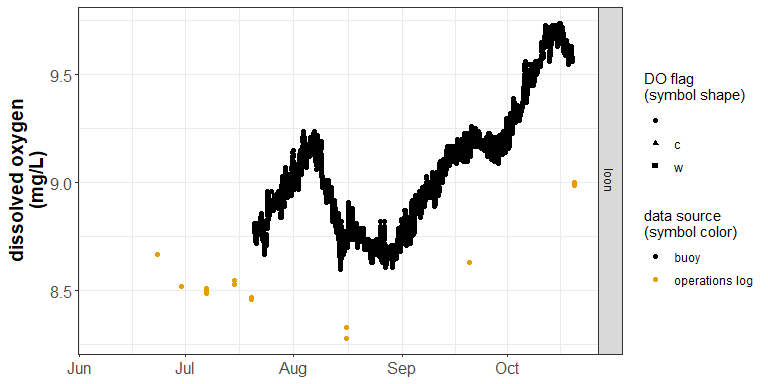 dissolved oxygen
(mg/L)
9.5
9.0
8.5
Jun
Jul
Aug
Sep
Oct
loon
DO flag
(symbol shape)
c
w
data source
(symbol color)
buoy
operations log